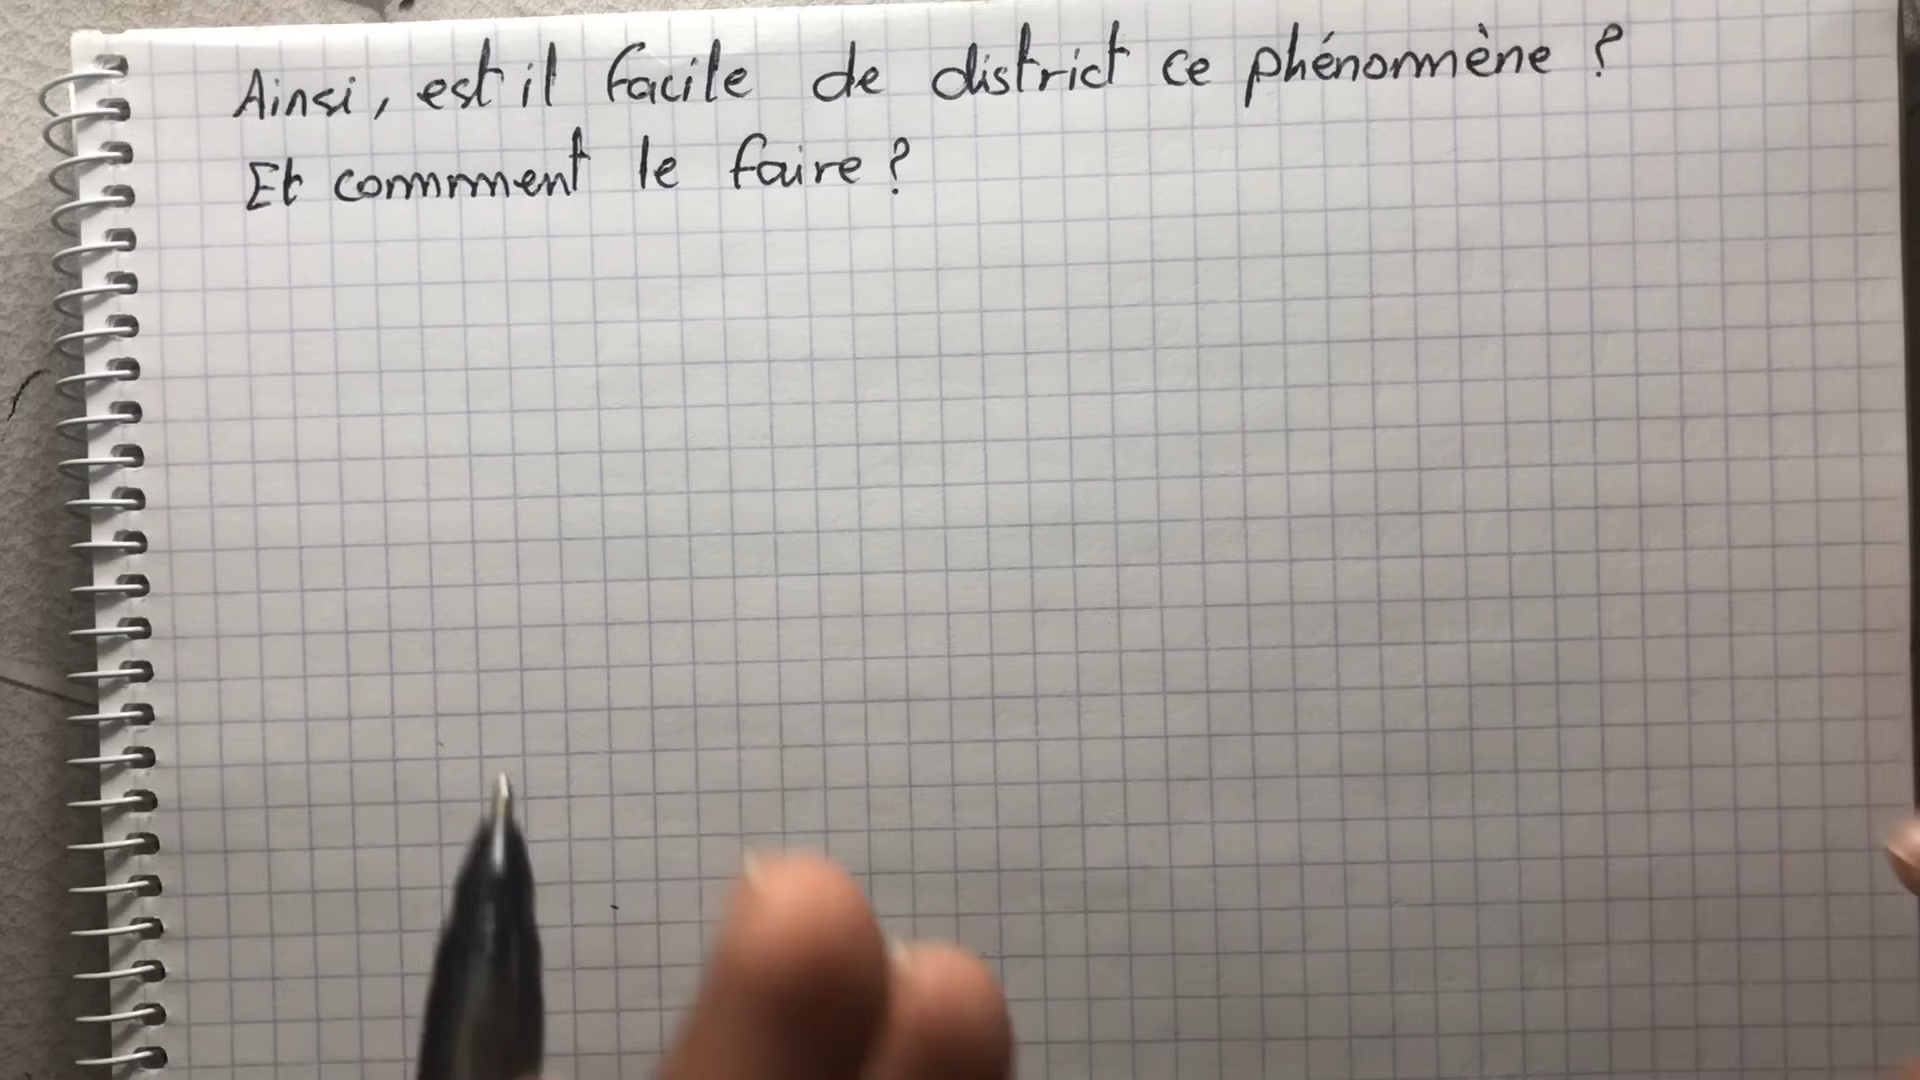 Ainsi, est il facile de district ce phénomène ?
Et comment le faire ?